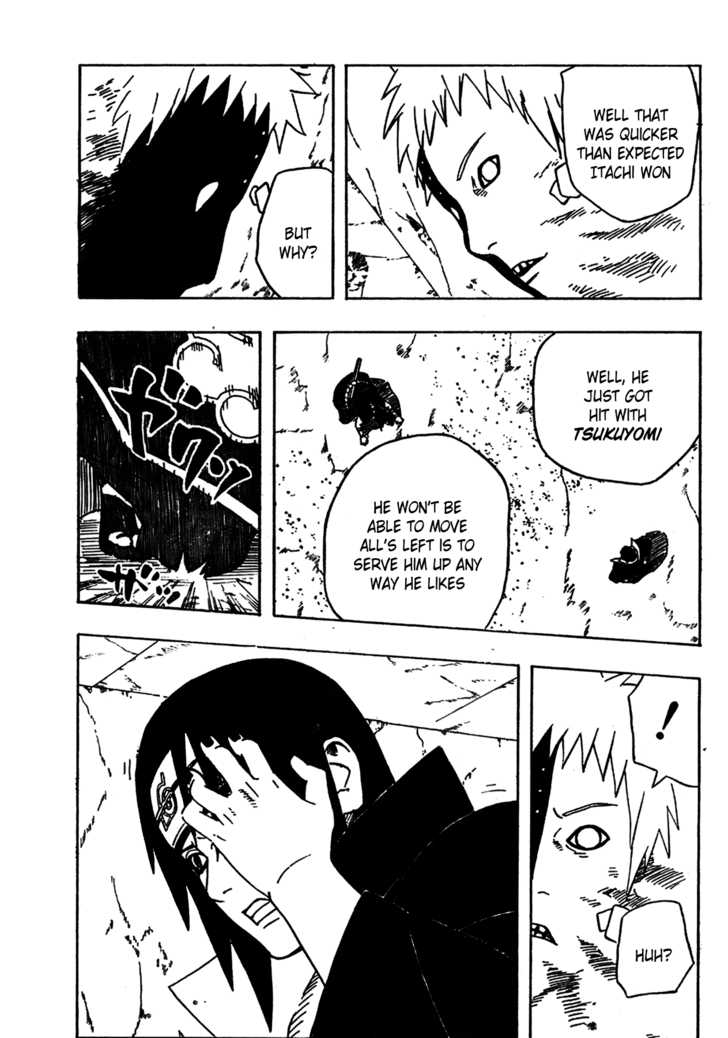 WELL THAT
WAS QUICKER
THAN EXPECTED
ITACHI WON
BUT
WHY?
WELL, HE
JUST GOT
HIT WITH
TSUKUYOMI
HE WON'T BE
ABLE TO MOVE
ALL'S LEFT IS TO
SERVE HIM UP ANY
WAY HE LIKES
!
HUH?